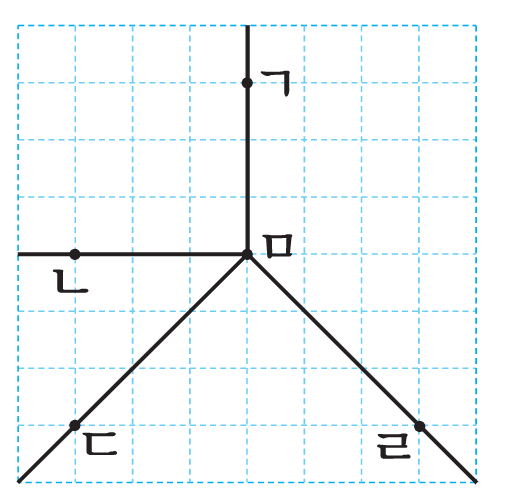 ㄱ
ㅁ
ㄴ
ㄷ
ㄹ